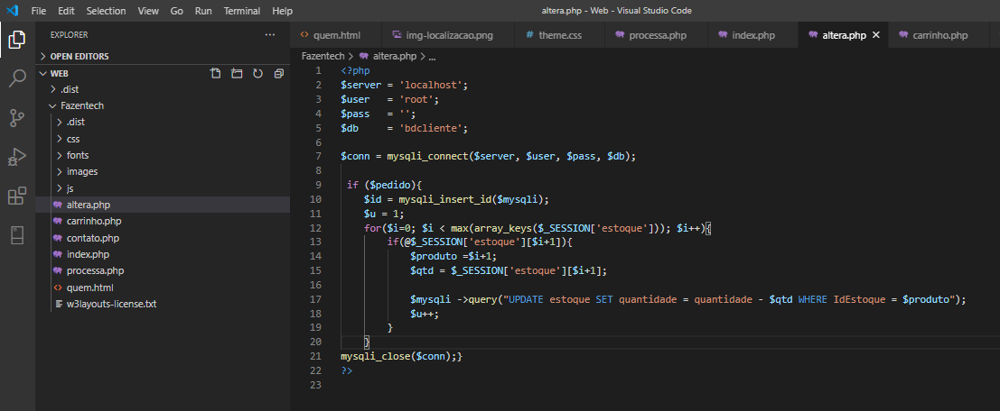 File Edit Selection View Go Run Terminal Help
altera.php - Web - Visual Studio Code
EXPLORER
OPEN EDITORS
WEB
.dist
Fazentech
.dist
css
fonts
images
js
altera.php
carrinho.php
contato.php
index.php
processa.php
quem.html
w3layouts-license.txt
quem.html img-localizacao.png theme.css processa.php index.php altera.php carrinho.php
Fazentech > altera.php > ...
1 <?php
2 $server = 'localhost';
3 $user   = 'root';
4 $pass   = '';
5 $db     = 'bdcliente';
6
7 $conn = mysqli_connect($server, $user, $pass, $db);
8
9  if ($pedido){
10     $id = mysqli_insert_id($mysqli);
11     $u = 1;
12     for($i=0; $i < max(array_keys($_SESSION['estoque'])); $i++){
13         if(@$_SESSION['estoque'][$i+1]){
14             $produto =$i+1;
15             $qtd = $_SESSION['estoque'][$i+1];
16
17             $mysqli ->query("UPDATE estoque SET quantidade = quantidade - $qtd WHERE IdEstoque = $produto");
18             $u++;
19         }
20     }
21 mysqli_close($conn);}
22 ?>
23